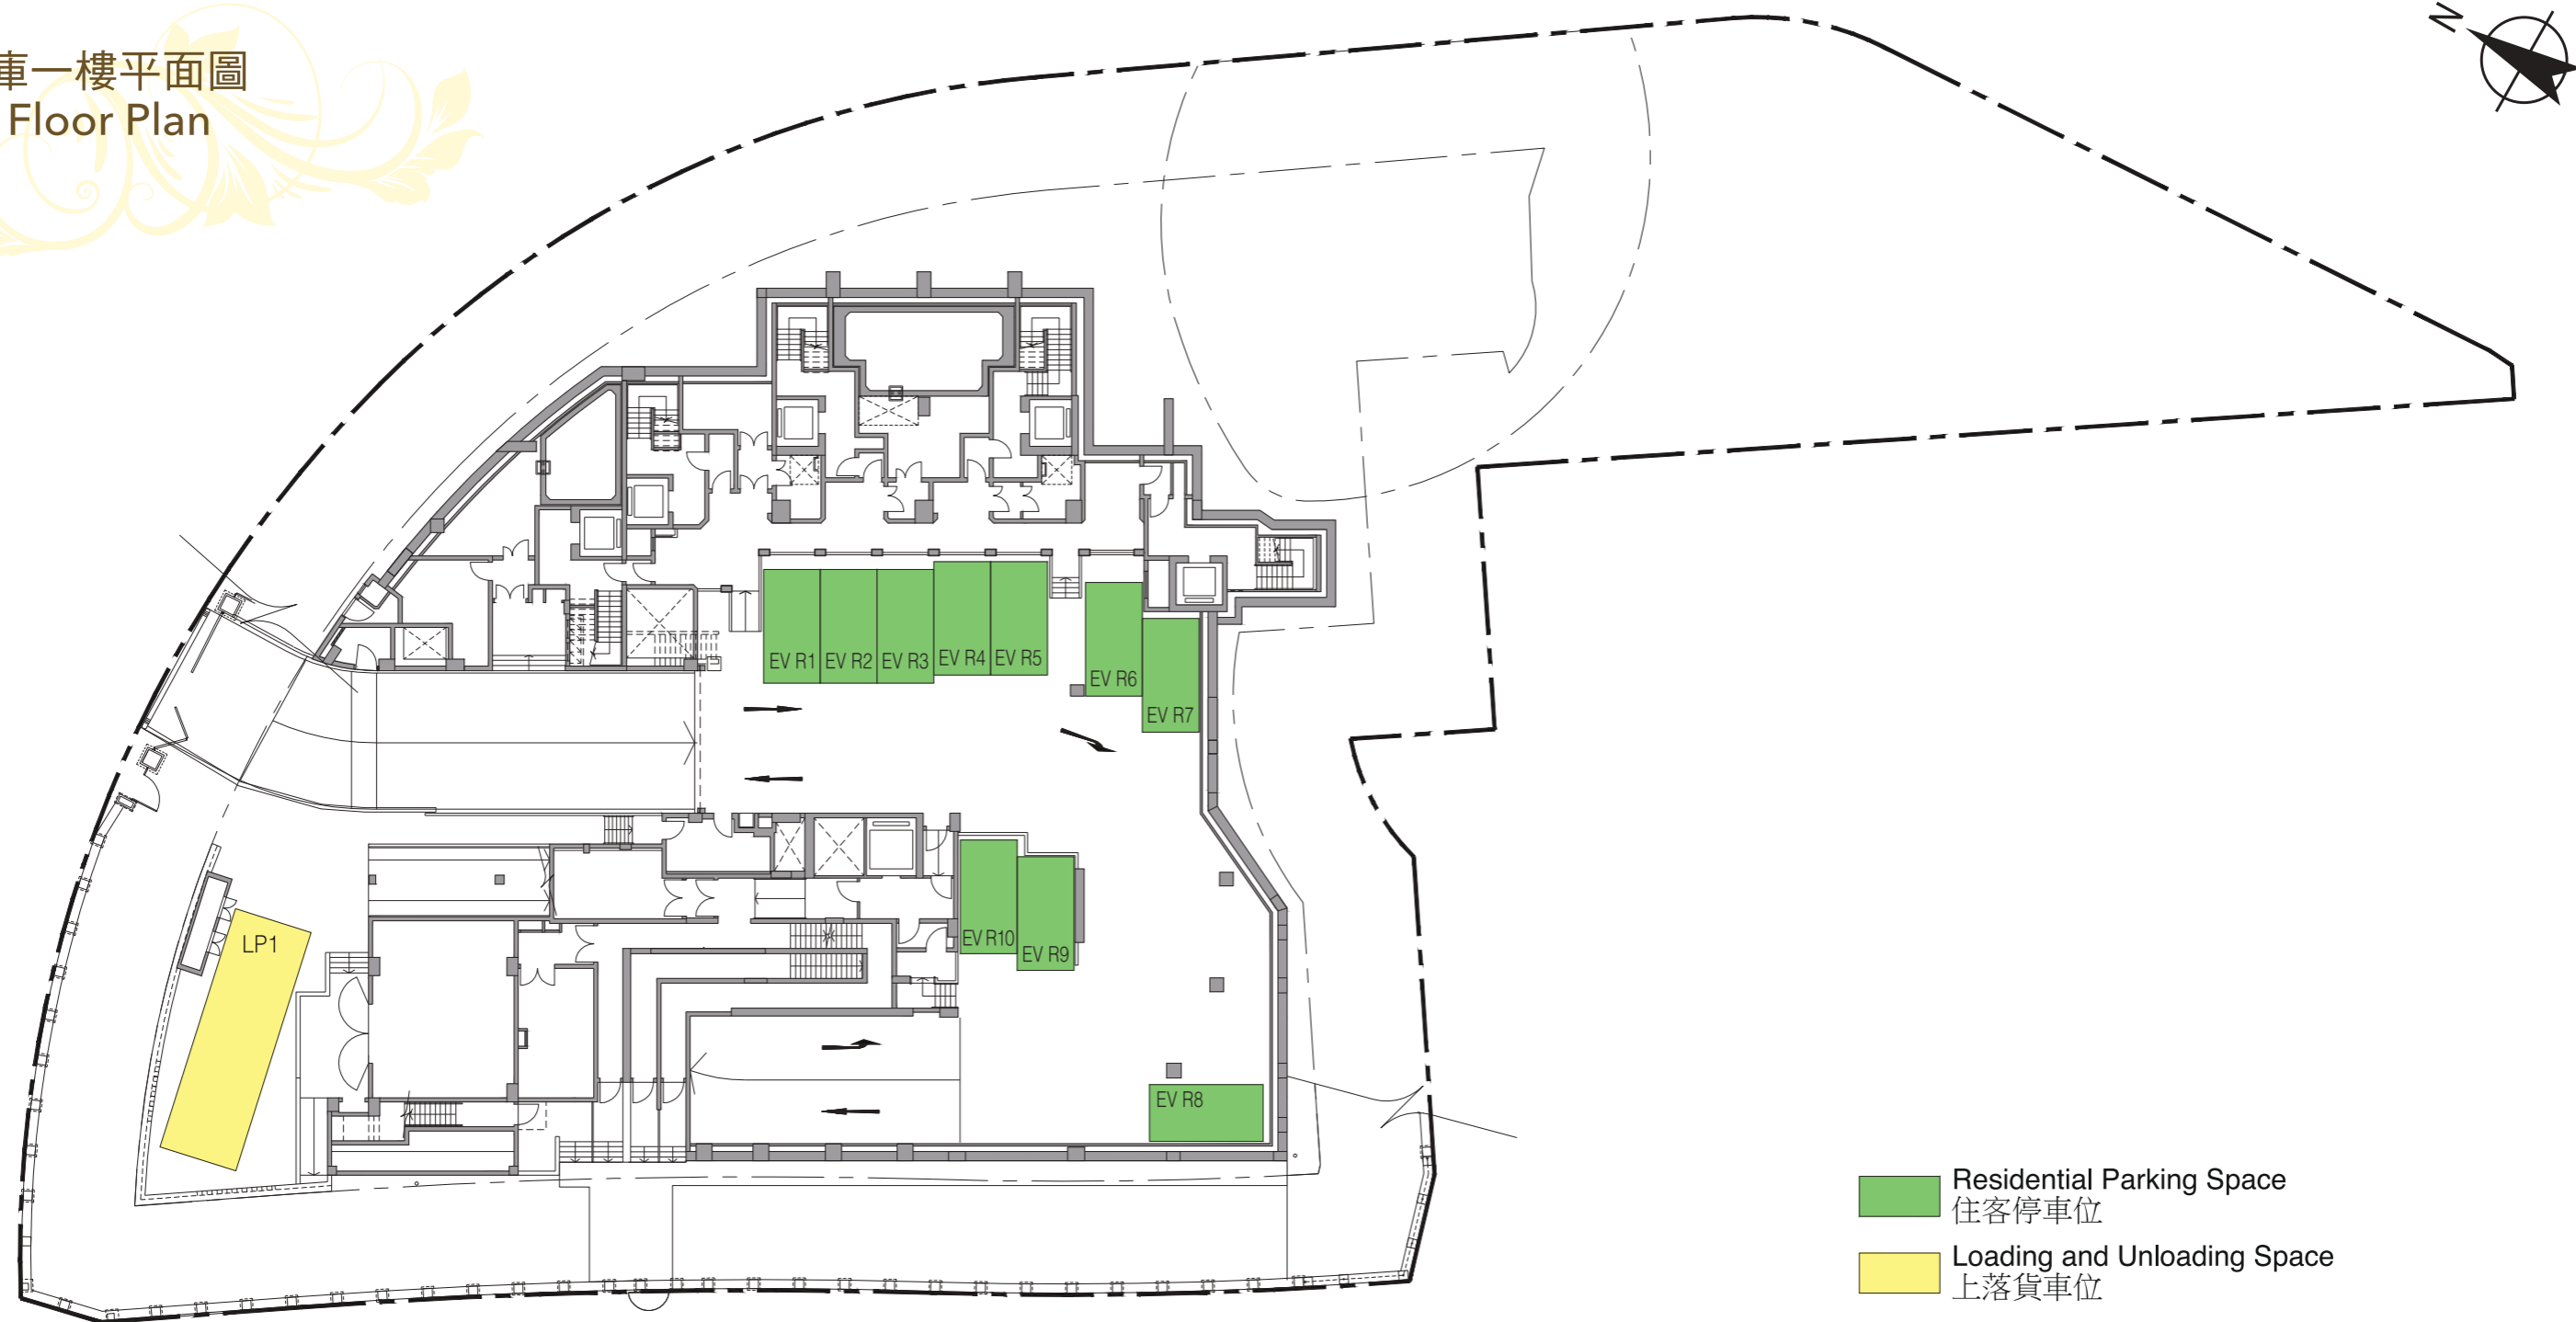 庫一樓平面圖
Floor Plan
N
EV R1 EV R2 EV R3 EV R4 EV R5
EV R6
EV R7
EV R10
EV R9
LP1
EV R8
Residential Parking Space
住客停車位
Loading and Unloading Space
上落貨車位